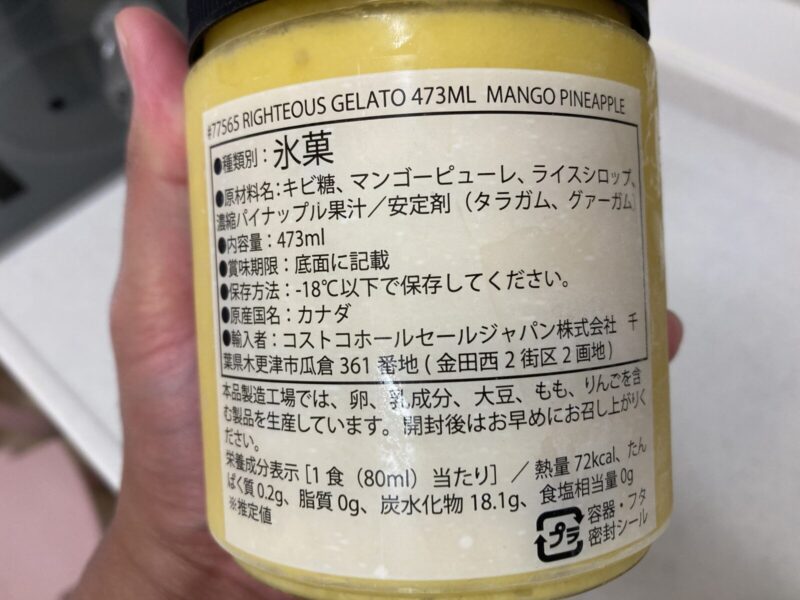 #77565 RIGHTEOUS GELATO 473ML MANGO PINEAPPLE
●種類別：氷菓
●原材料名：キビ糖、マンゴーピューレ、ライスシロップ、
濃縮パイナップル果汁／安定剤（タラガム、グァーガム）
●内容量：473ml
●賞味期限：底面に記載
●保存方法：-18℃以下で保存してください。
●原産国名：カナダ
●輸入者：コストコホールセールジャパン株式会社 千
葉県木更津市瓜倉 361 番地 ( 金田西 2 街区 2 画地 )
本品製造工場では、卵、乳成分、大豆、もも、りんごを含
む製品を生産しています。開封後はお早めにお召し上がりく
ださい。
栄養成分表示［1 食（80ml）当たり］／ 熱量 72kcal、たん
ぱく質 0.2g、脂質 0g、炭水化物 18.1g、食塩相当量 0g
※推定値
プラ
容器・フタ
密封シール